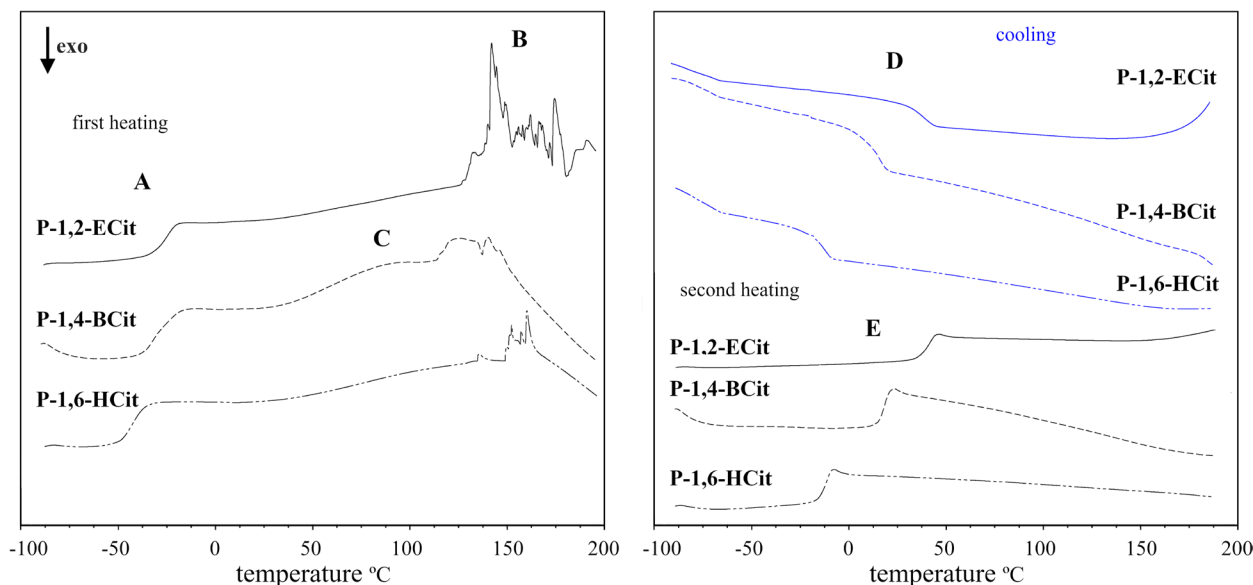 exo
B
first heating
A
P-1,2-ECit
C
P-1,4-BCit
P-1,6-HCit
-100 -50 0 50 100 150 200
temperature ºC
cooling
D
P-1,2-ECit
P-1,4-BCit
P-1,6-HCit
second heating
E
P-1,2-ECit
P-1,4-BCit
P-1,6-HCit
-100 -50 0 50 100 150 200
temperature ºC